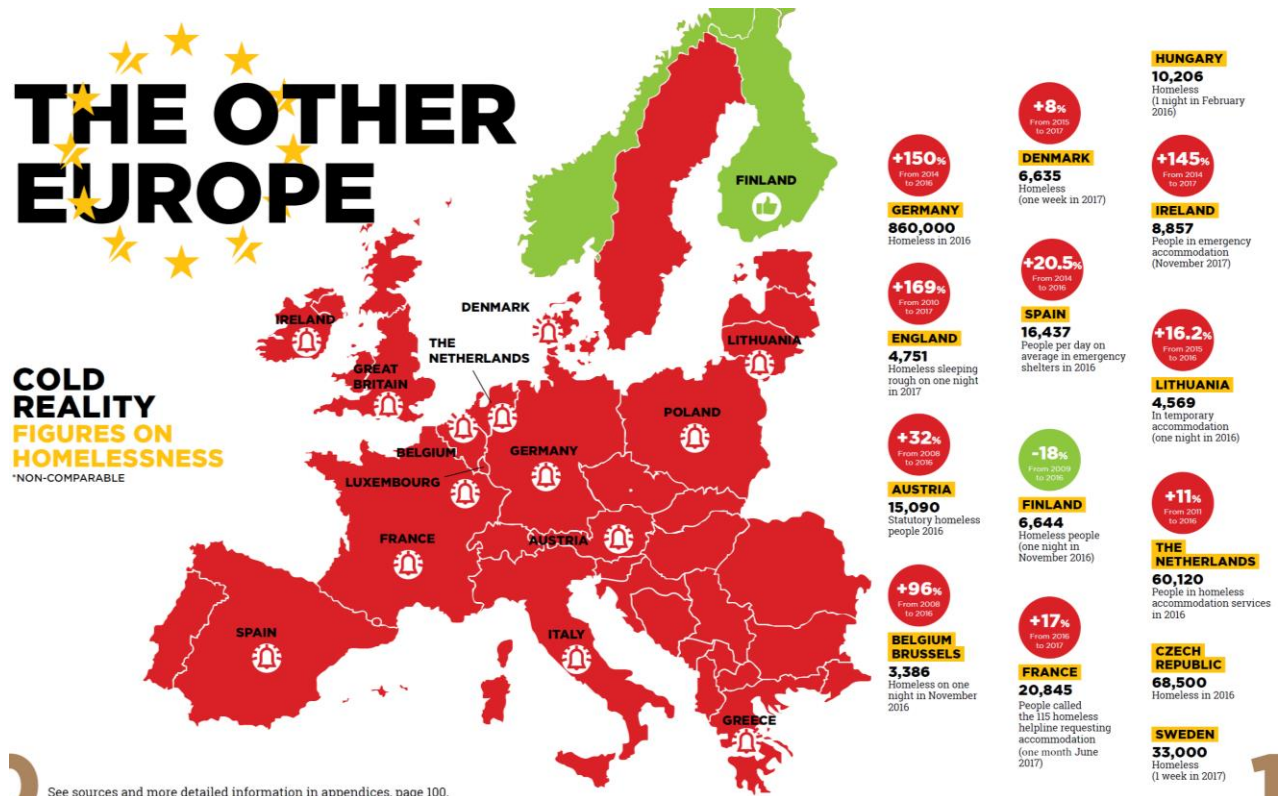 THE OTHER
EUROPE
COLD
REALITY
FIGURES ON
HOMELESSNESS
*NON-COMPARABLE
FINLAND
DENMARK
THE
NETHERLANDS
IRELAND
GREAT
BRITAIN
LITHUANIA
POLAND
BELGIUM
GERMANY
LUXEMBOURG
FRANCE
AUSTRIA
SPAIN
ITALY
GREECE
+150%
From 2014
to 2016
GERMANY
860,000
Homeless in 2016
+169%
From 2010
to 2017
ENGLAND
4,751
Homeless sleeping
rough on one night
in 2017
+32%
From 2008
to 2016
AUSTRIA
15,090
Statutory homeless
people 2016
+96%
From 2008
to 2016
BELGIUM
BRUSSELS
3,386
Homeless on one
night in November
2016
+8%
From 2015
to 2017
DENMARK
6,635
Homeless
(one week in 2017)
+20.5%
From 2014
to 2016
SPAIN
16,437
People per day on
average in emergency
shelters in 2016
-18%
From 2009
to 2016
FINLAND
6,644
Homeless people
(one night in
November 2016)
+17%
From 2016
to 2017
FRANCE
20,845
People called
the 115 homeless
helpline requesting
accommodation
(one month June
2017)
HUNGARY
10,206
Homeless
(1 night in February
2016)
+145%
From 2014
to 2017
IRELAND
8,857
People in emergency
accommodation
(November 2017)
+16.2%
From 2015
to 2016
LITHUANIA
4,569
In temporary
accommodation
(one night in 2016)
+11%
From 2011
to 2016
THE
NETHERLANDS
60,120
People in homeless
accommodation services
in 2016
CZECH
REPUBLIC
68,500
Homeless in 2016
SWEDEN
33,000
Homeless
(1 week in 2017)
See sources and more detailed information in appendices, page 100.